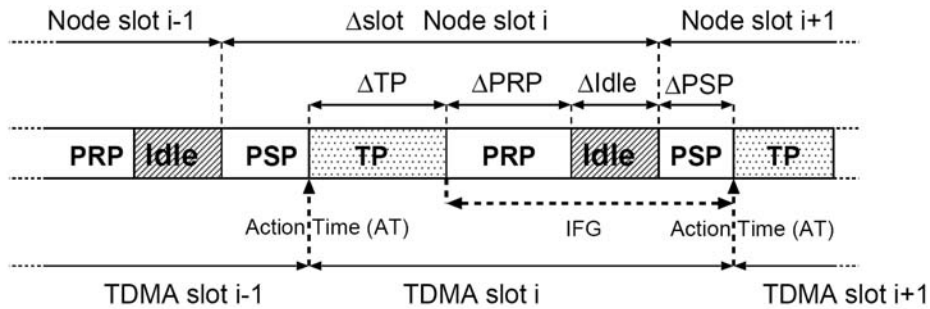 Node slot i-1 Δslot Node slot i Node slot i+1
ΔTP ΔPRP ΔIdle ΔPSP
PRP Idle PSP TP PRP Idle PSP TP
Action Time (AT) IFG Action Time (AT)
TDMA slot i-1 TDMA slot i TDMA slot i+1